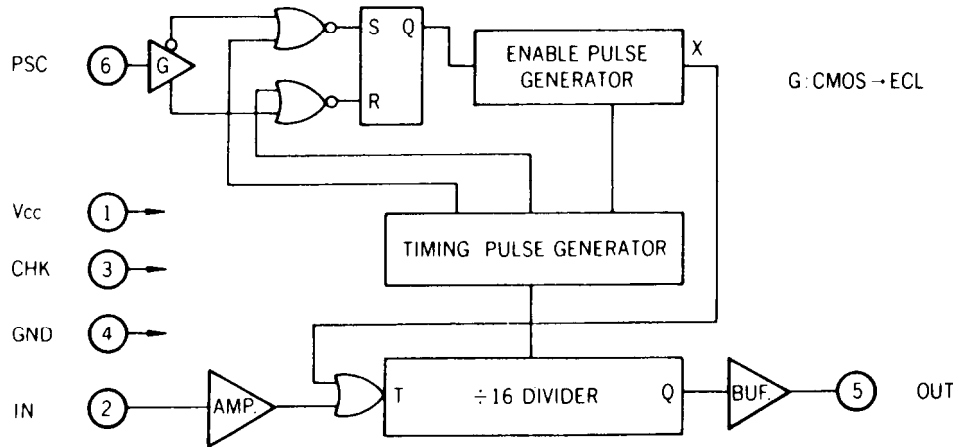 PSC 6 G S Q ENABLE PULSE GENERATOR X
R
G: CMOS → ECL
Vcc 1
CHK 3
GND 4
TIMING PULSE GENERATOR
IN 2 AMP. T ÷16 DIVIDER Q BUF. 5 OUT